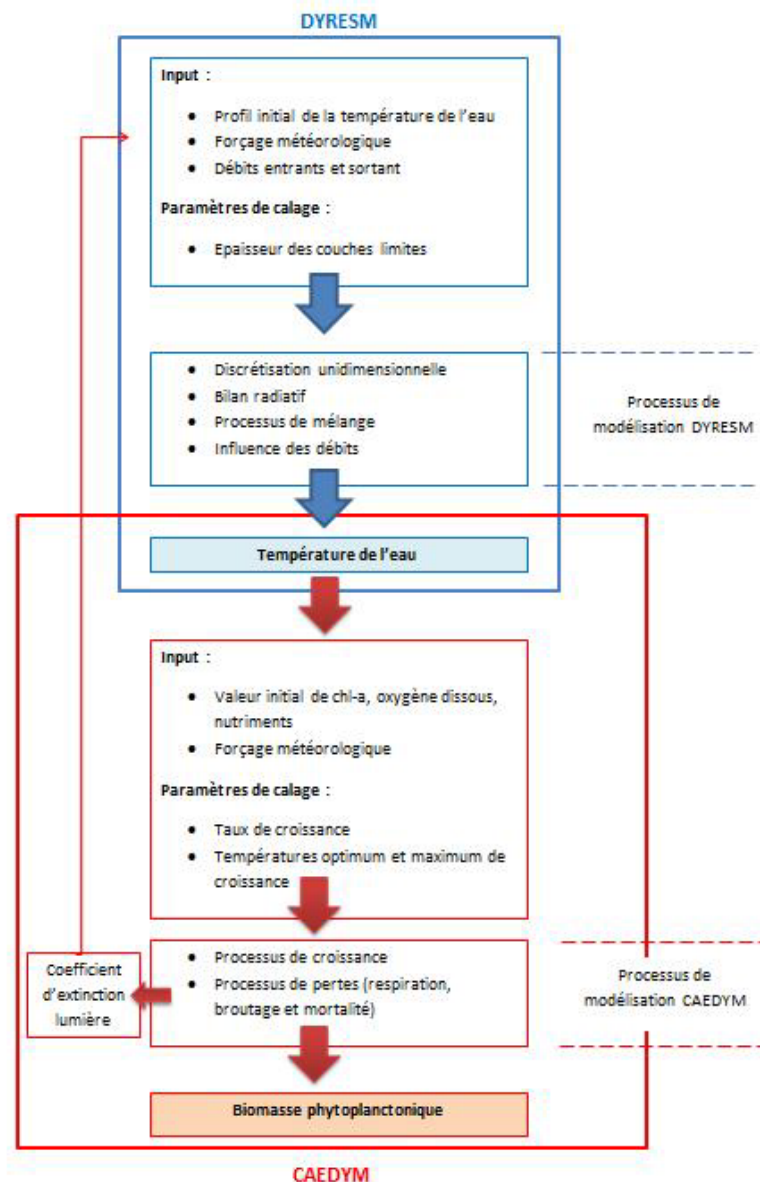 DYRESM
Input :
• Profil initial de la température de l'eau
• Forçage météorologique
• Débits entrants et sortant
Paramètres de calage :
• Epaisseur des couches limites
• Discrétisation unidimensionnelle
• Bilan radiatif
• Processus de mélange
• Influence des débits
Processus de
modélisation DYRESM
Température de l'eau
Input :
• Valeur initial de chl-a, oxygène dissous,
nutriments
• Forçage météorologique
Paramètres de calage :
• Taux de croissance
• Températures optimum et maximum de
croissance
• Processus de croissance
• Processus de pertes (respiration,
broutage et mortalité)
Coefficient
d'extinction
lumière
Processus de
modélisation CAEDYM
Biomasse phytoplanctonique
CAEDYM